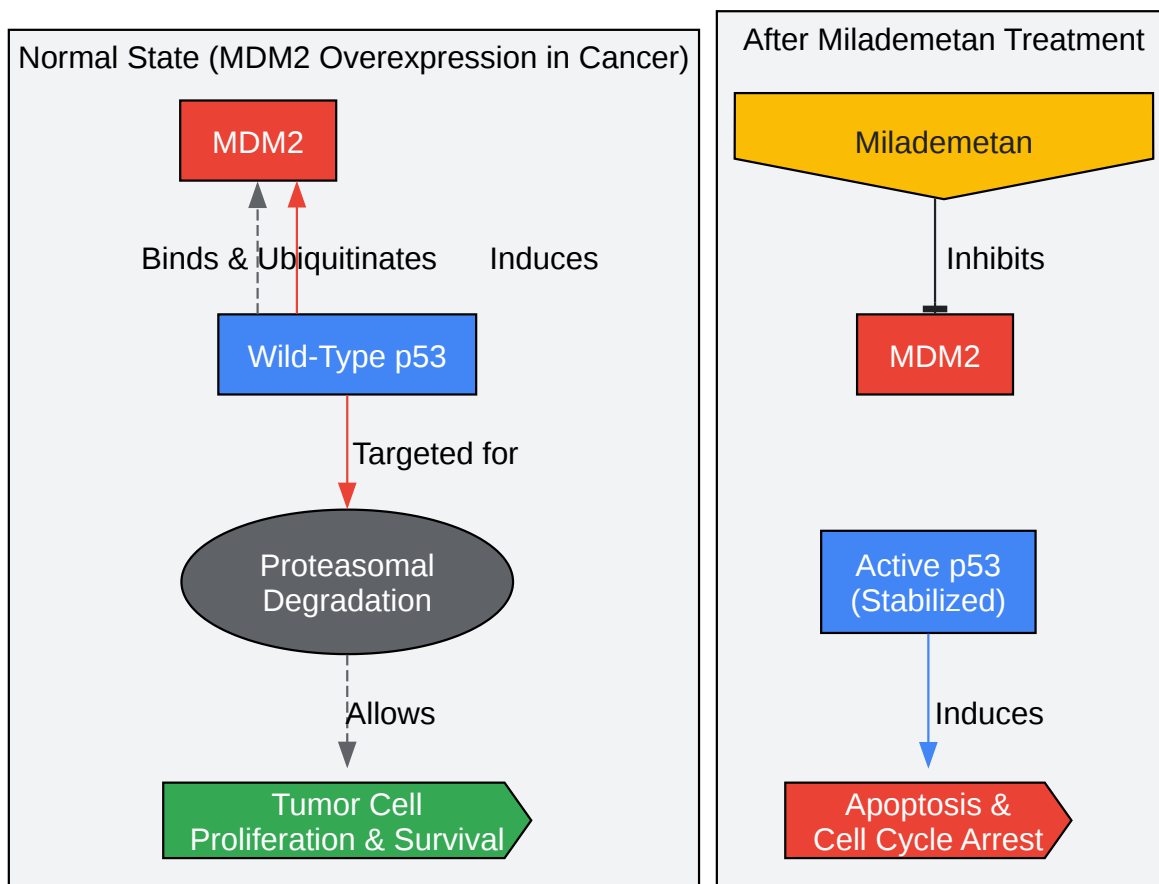 Normal State (MDM2 Overexpression in Cancer)
MDM2
Binds & Ubiquitinates
Induces
Wild-Type p53
Targeted for
Proteasomal
Degradation
Allows
Tumor Cell
Proliferation & Survival
After Milademetan Treatment
Milademetan
Inhibits
MDM2
Active p53
(Stabilized)
Induces
Apoptosis &
Cell Cycle Arrest